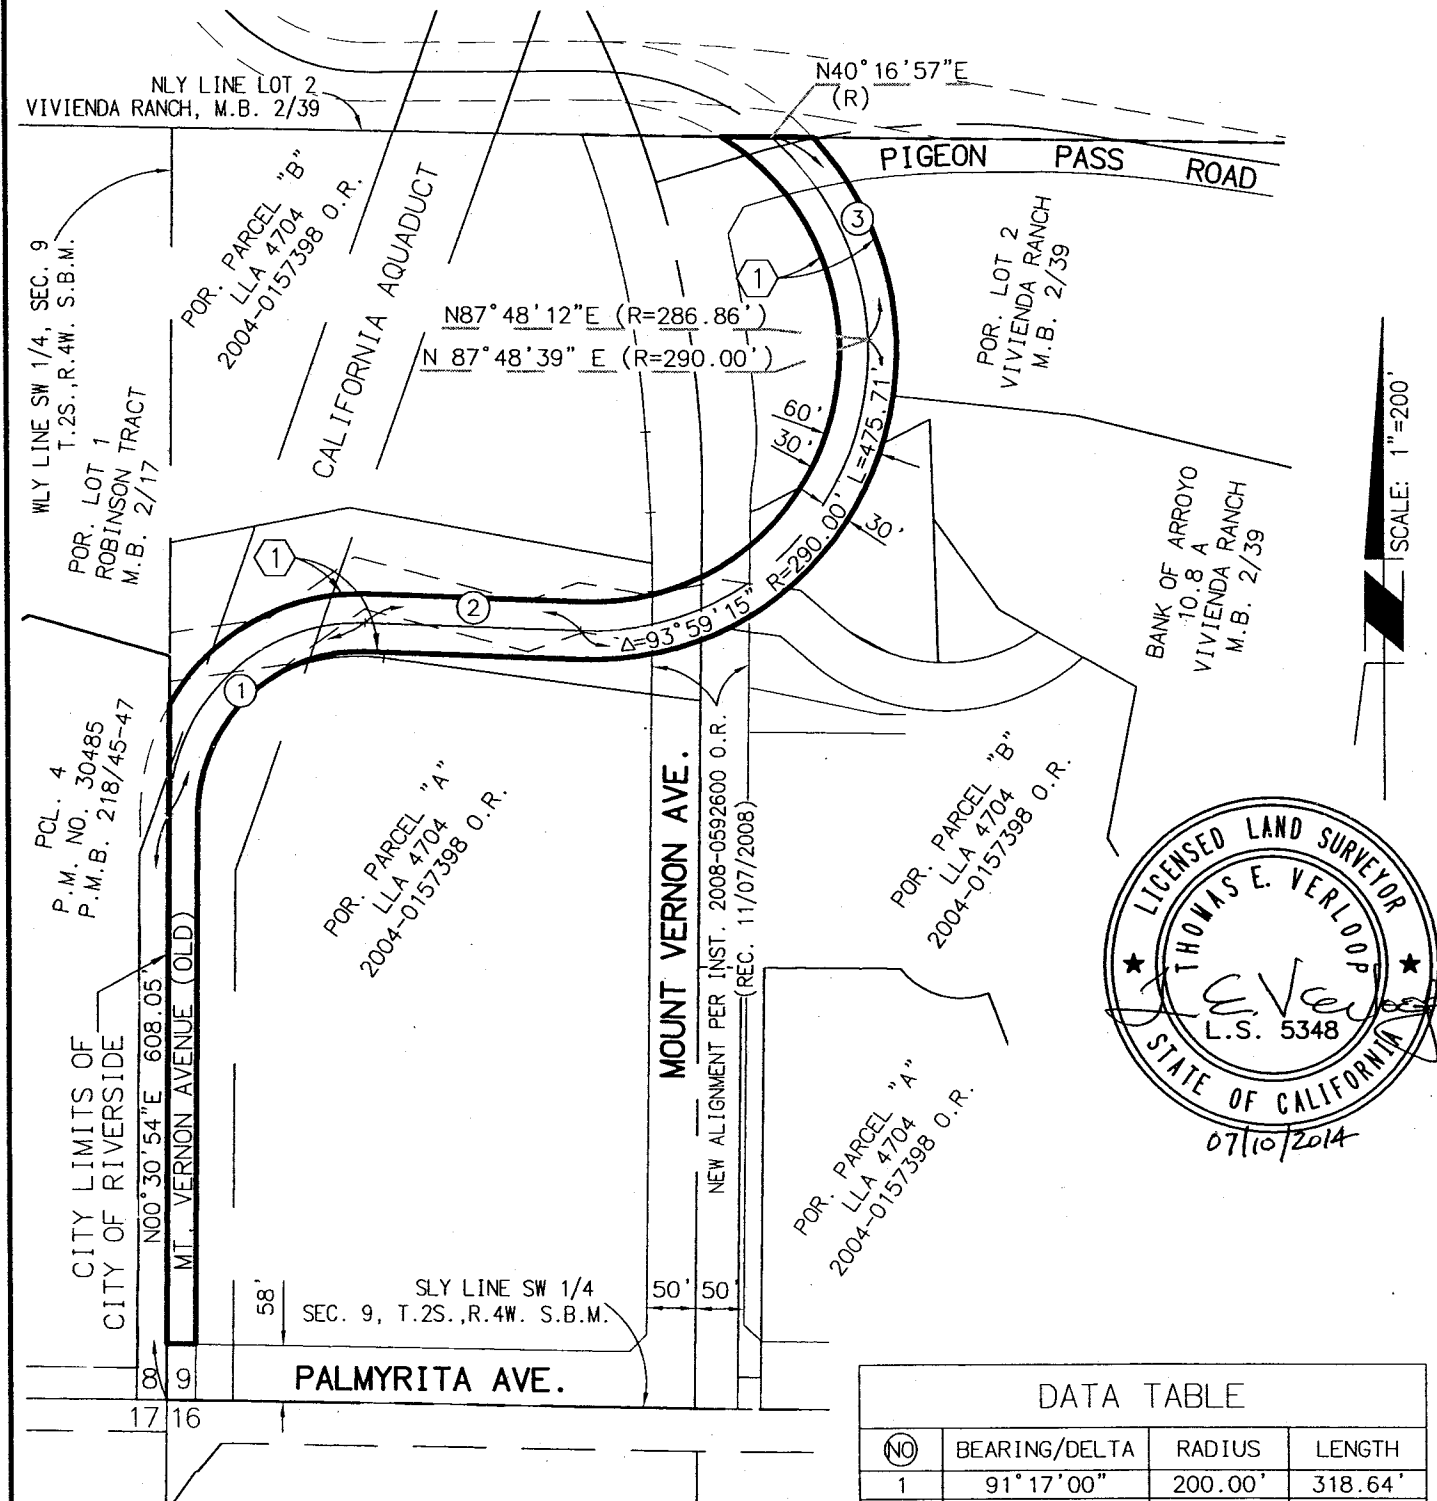 N40°16'57"E
(R)
NLY LINE LOT 2
VIVIENDA RANCH, M.B. 2/39
PIGEON PASS ROAD
WLY LINE SW 1/4, SEC. 9
T.2S.,R.4W. S.B.M.
POR. PARCEL "B"
LLA 4704
2004-0157398 O.R.
CALIFORNIA AQUADUCT
3
1
POR. LOT 2
VIVIENDA RANCH
M.B. 2/39
N87°48'12"E (R=286.86')
N 87°48'39" E (R=290.00')
POR. LOT 1
ROBINSON TRACT
M.B. 2/17
60'
30'
30'
Δ=93°59'15" R=290.00' L=475.71'
SCALE: 1"=200'
BANK OF ARROYO
10.8 A
VIVIENDA RANCH
M.B. 2/39
1
2
1
PCL. 4
P.M. NO. 30485
P.M.B. 218/45-47
POR. PARCEL "A"
LLA 4704
2004-0157398 O.R.
MOUNT VERNON AVE.
NEW ALIGNMENT PER INST. 2008-0592600 O.R.
(REC. 11/07/2008)
POR. PARCEL "B"
LLA 4704
2004-0157398 O.R.
LICENSED LAND SURVEYOR
THOMAS E. VERLOOP
L.S. 5348
STATE OF CALIFORNIA
07/10/2014
CITY LIMITS OF
CITY OF RIVERSIDE
N00°30'54"E 608.05'
MT. VERNON AVENUE (OLD)
POR. PARCEL "A"
LLA 4704
2004-0157398 O.R.
58'
SLY LINE SW 1/4
SEC. 9, T.2S.,R.4W. S.B.M.
50' 50'
8 9
PALMYRITA AVE.
17 16
DATA TABLE
NO BEARING/DELTA RADIUS LENGTH
1 91°17'00" 200.00' 318.64'